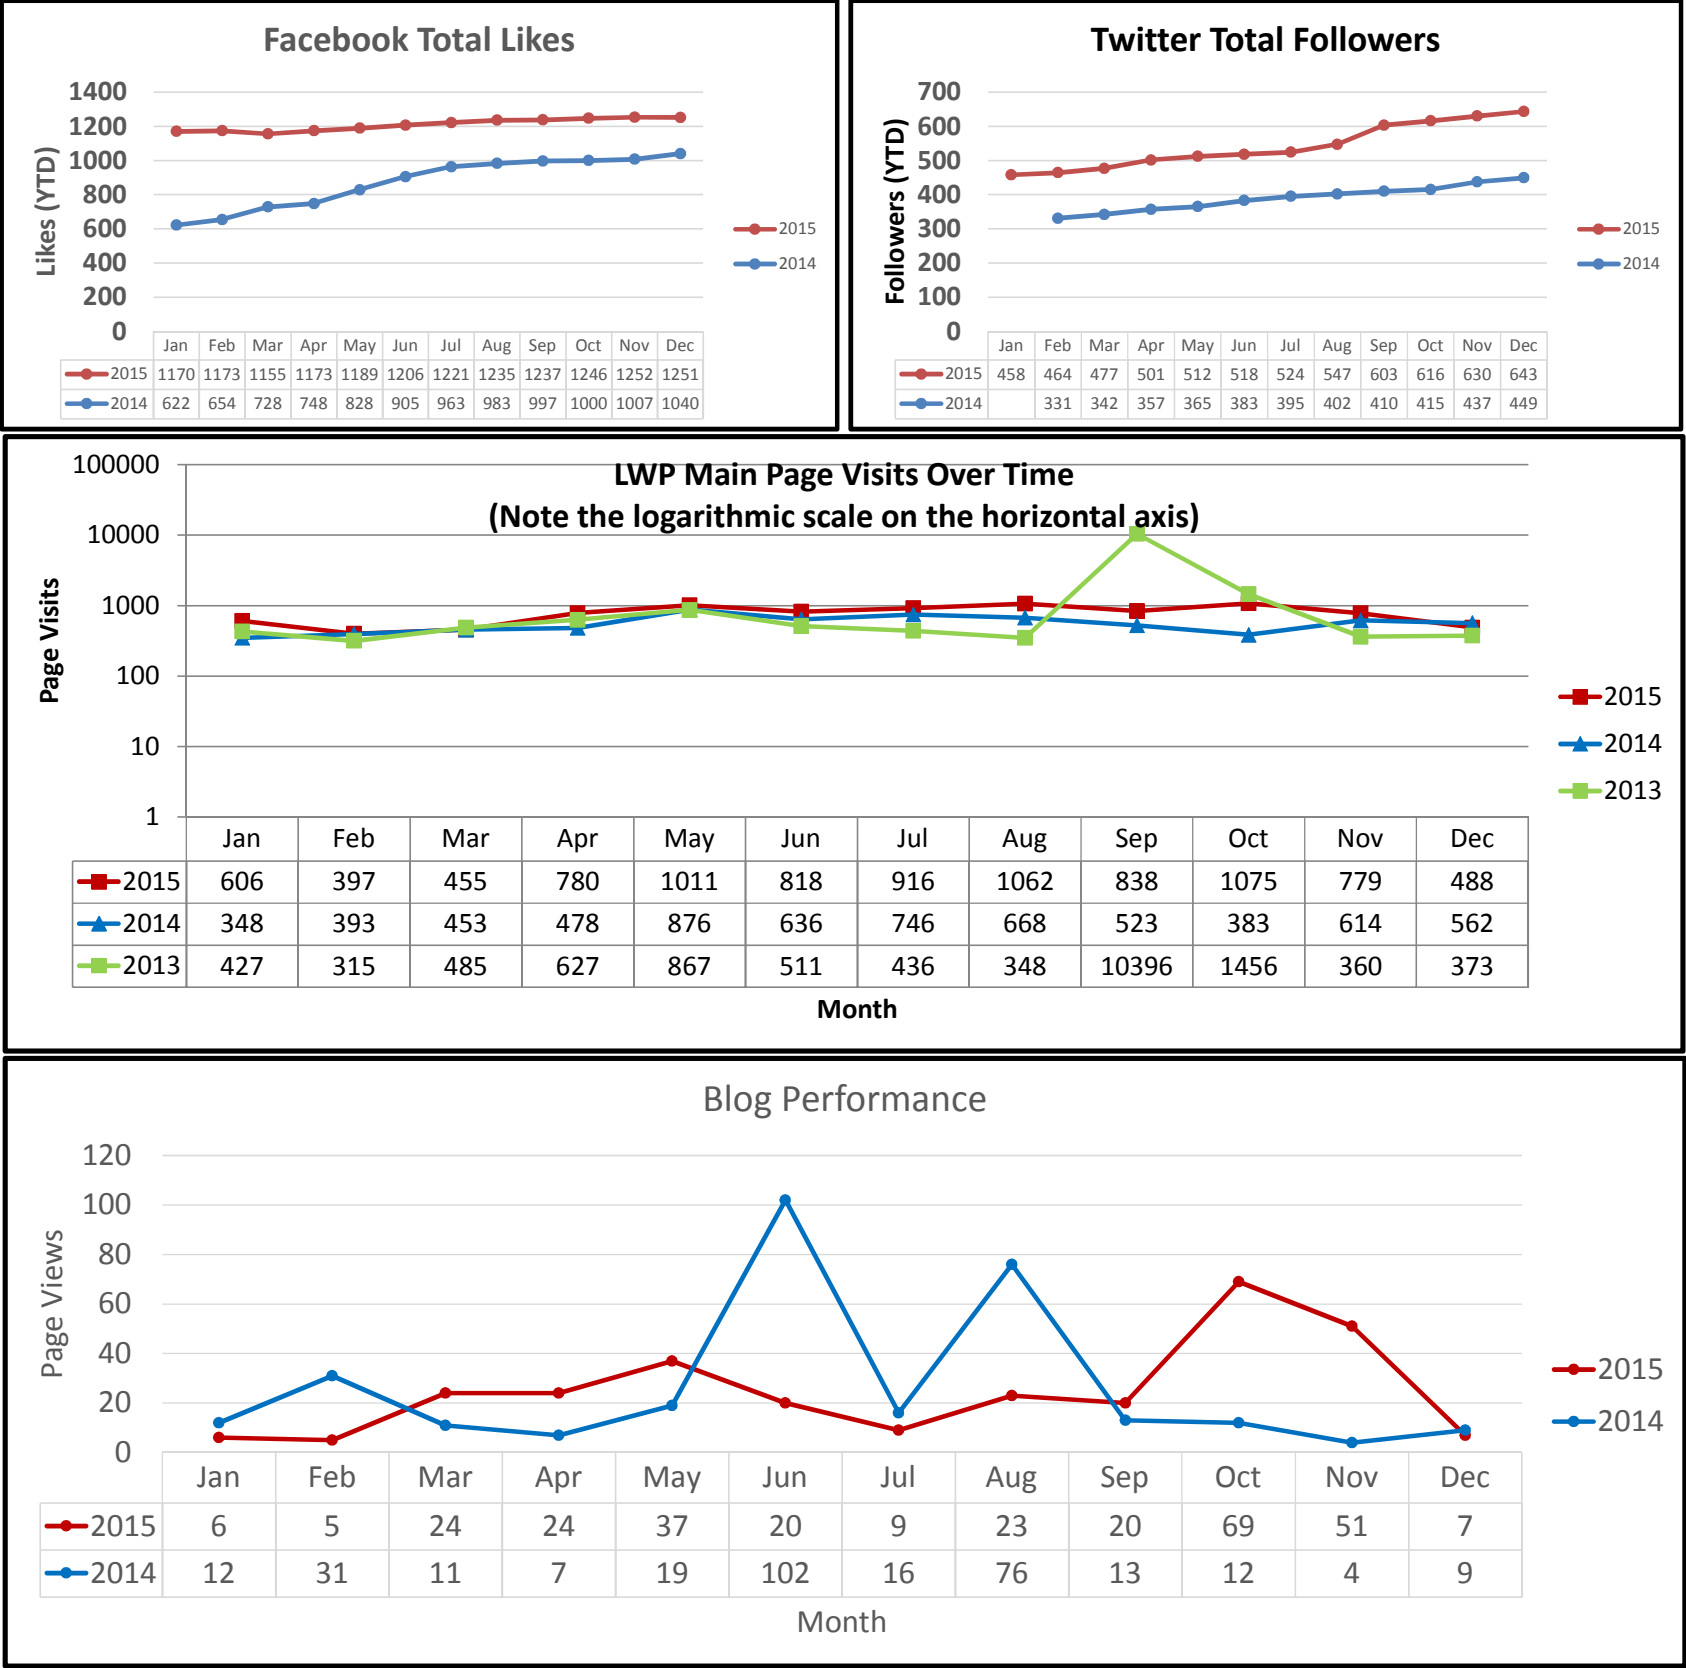 Facebook Total Likes
Likes (YTD)
1400
1200
1000
800
600
400
200
0
Jan Feb Mar Apr May Jun Jul Aug Sep Oct Nov Dec
2015 1170 1173 1155 1173 1189 1206 1221 1235 1237 1246 1252 1251
2014 622 654 728 748 828 905 963 983 997 1000 1007 1040
2015
2014
Twitter Total Followers
Followers (YTD)
700
600
500
400
300
200
100
0
Jan Feb Mar Apr May Jun Jul Aug Sep Oct Nov Dec
2015 458 464 477 501 512 518 524 547 603 616 630 643
2014 331 342 357 365 383 395 402 410 415 437 449
2015
2014
LWP Main Page Visits Over Time
(Note the logarithmic scale on the horizontal axis)
Page Visits
100000
10000
1000
100
10
1
Jan Feb Mar Apr May Jun Jul Aug Sep Oct Nov Dec
2015 606 397 455 780 1011 818 916 1062 838 1075 779 488
2014 348 393 453 478 876 636 746 668 523 383 614 562
2013 427 315 485 627 867 511 436 348 10396 1456 360 373
Month
2015
2014
2013
Blog Performance
Page Views
120
100
80
60
40
20
0
Jan Feb Mar Apr May Jun Jul Aug Sep Oct Nov Dec
2015 6 5 24 24 37 20 9 23 20 69 51 7
2014 12 31 11 7 19 102 16 76 13 12 4 9
Month
2015
2014